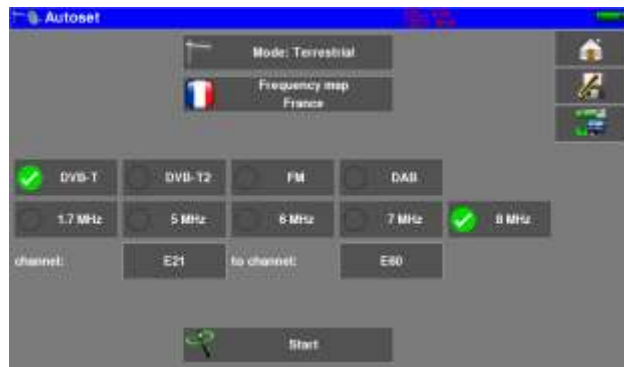 Autoset
Mode: Terrestrial
Frequency map
France
DVB-T DVB-T2 FM DAB
1.7 MHz 5 MHz 6 MHz 7 MHz 8 MHz
channel: E21 to channel: E60
Start